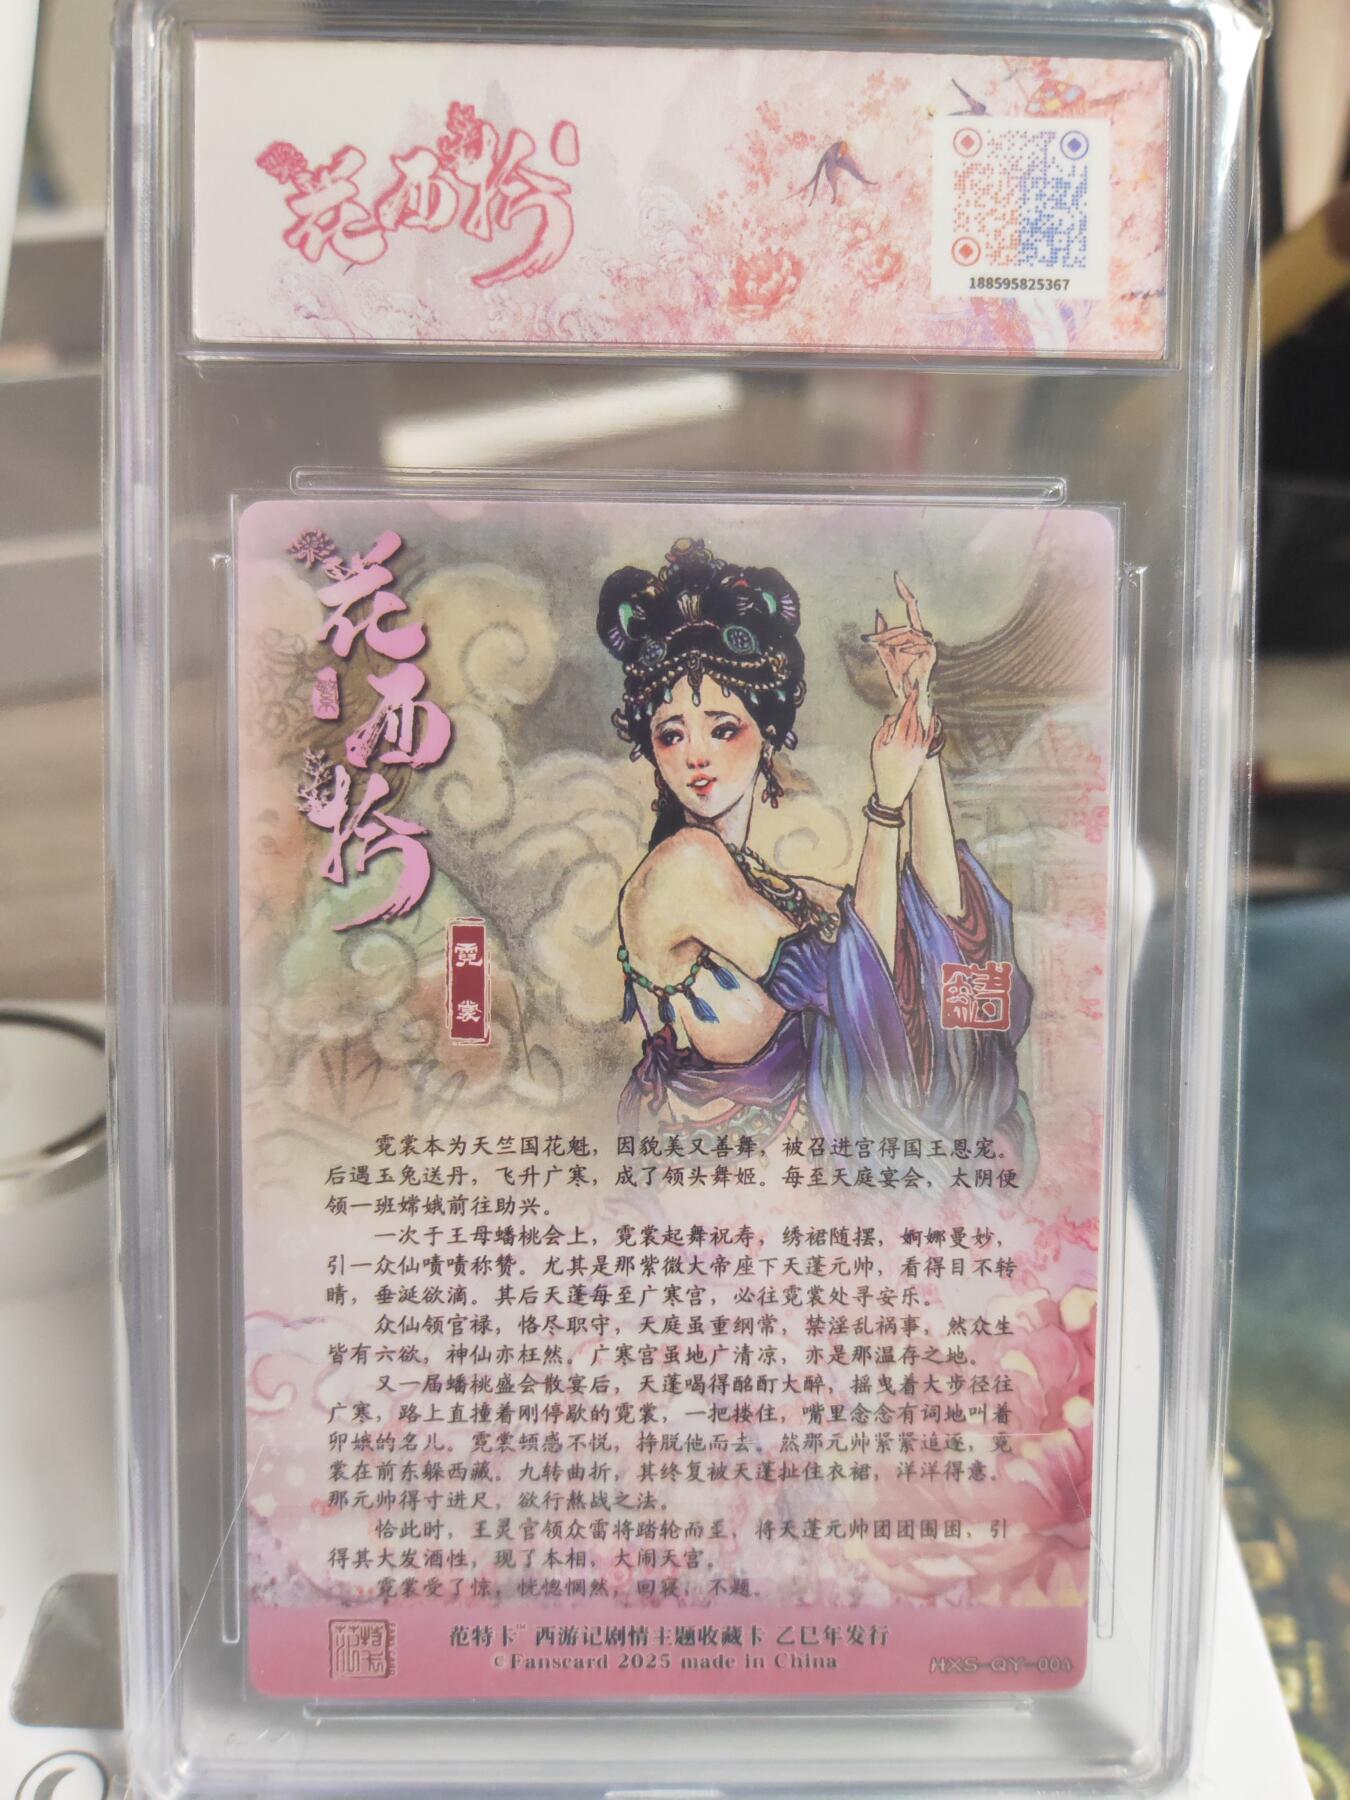 花西拾
188595825367
花西拾
繁
霓裳
霓裳本为天竺国花魁，因貌美又善舞，被召进宫得国王恩宠。
后遇玉兔送丹，飞升广寒，成了领头舞姬。每至天庭宴会，太阴便
领一班嫦娥前往助兴。
一次于王母蟠桃会上，霓裳起舞祝寿，绣裙随摆，婀娜曼妙，
引一众仙啧啧称赞。尤其是那紫微大帝座下天蓬元帅，看得目不转
睛，垂涎欲滴。其后天蓬每至广寒宫，必往霓裳处寻安乐。
众仙领官禄，恪尽职守，天庭虽重纲常，禁淫乱祸事，然众生
皆有六欲，神仙亦枉然。广寒宫虽地广清凉，亦是那温存之地。
又一届蟠桃盛会散宴后，天蓬喝得酩酊大醉，摇曳着大步径往
广寒，路上直撞着刚停歇的霓裳，一把搂住，嘴里念念有词地叫着
卯娥的名儿。霓裳顿感不悦，挣脱他而去。然那元帅紧紧追逐，霓
裳在前东躲西藏。九转曲折，其终复被天蓬扯住衣裙，洋洋得意。
那元帅得寸进尺，欲行熬战之法。
恰此时，王灵官领众雷将踏轮而至，将天蓬元帅团团围困，引
得其大发酒性，现了本相，大闹天宫。
霓裳受了惊，恍惚惘然，回寝，不题。
范特卡™ 西游记剧情主题收藏卡 乙巳年发行
©Fanscard 2025 made in China
HXS-QY-004